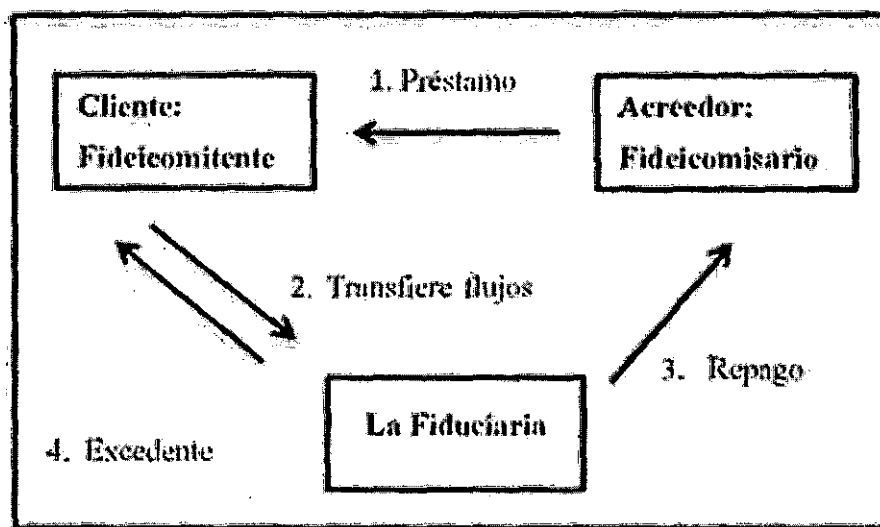 1. Préstamo
Cliente:
Fideicomitente
Acreedor:
Fideicomisario
2. Transfiere flujos
3. Repago
La Fiduciaria
4. Excedente